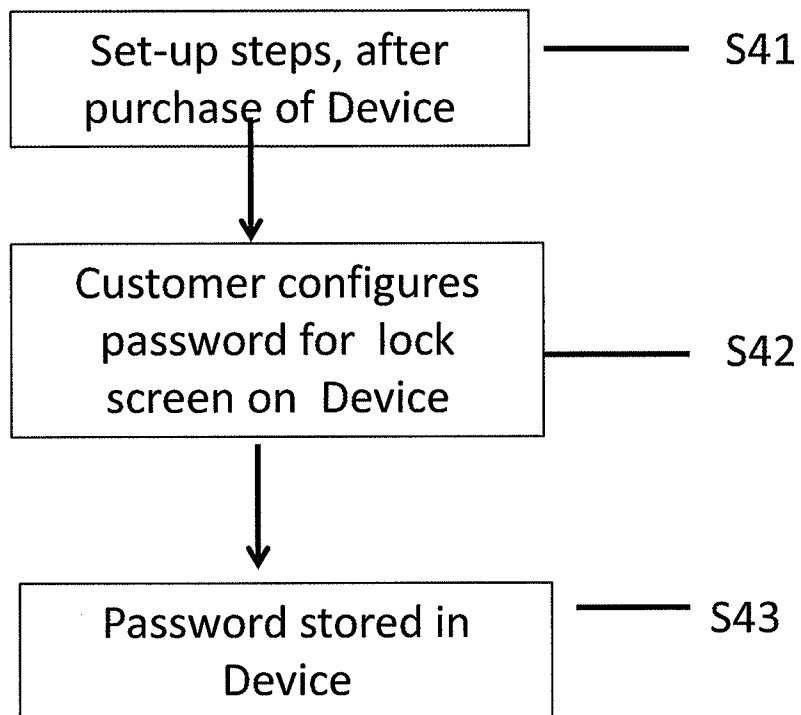 Set-up steps, after
purchase of Device
S41
Customer configures
password for lock
screen on Device
S42
Password stored in
Device
S43